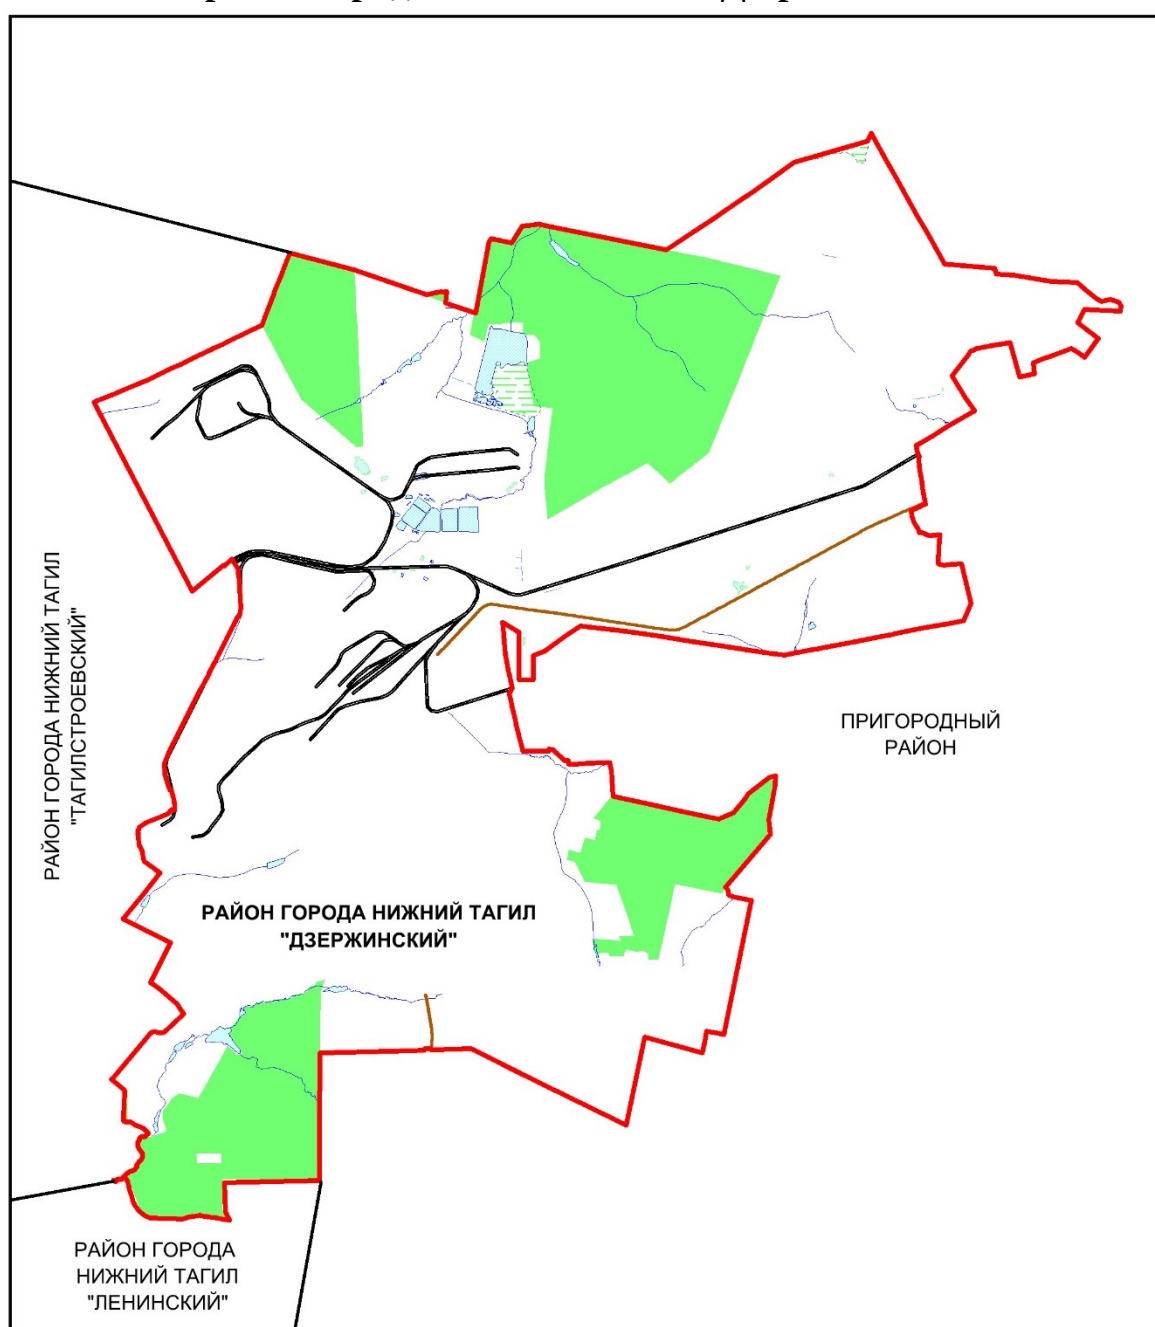 РАЙОН ГОРОДА НИЖНИЙ ТАГИЛ
"ТАГИЛСТРОЕВСКИЙ"
ПРИГОРОДНЫЙ
РАЙОН
РАЙОН ГОРОДА НИЖНИЙ ТАГИЛ
"ДЗЕРЖИНСКИЙ"
РАЙОН ГОРОДА
НИЖНИЙ ТАГИЛ
"ЛЕНИНСКИЙ"